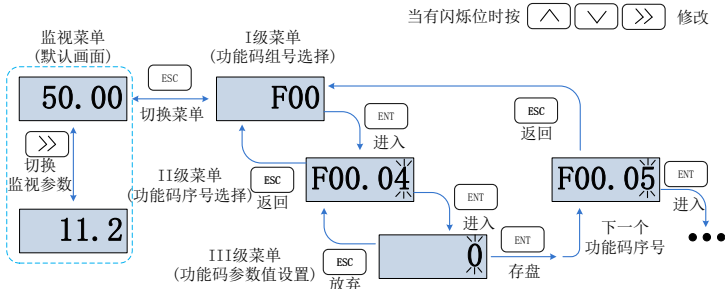 当有闪烁位时按 修改
监视菜单
(默认画面)
50.00
ESC
切换菜单
切换
监视参数
11.2
I级菜单
(功能码组号选择)
F00
ENT
进入
II级菜单
(功能码序号选择)
ESC
返回
F00.04
ENT
进入
III级菜单
(功能码参数值设置)
ESC
放弃
0
ENT
存盘
ESC
返回
F00.05
ENT
进入
下一个
功能码序号
•••